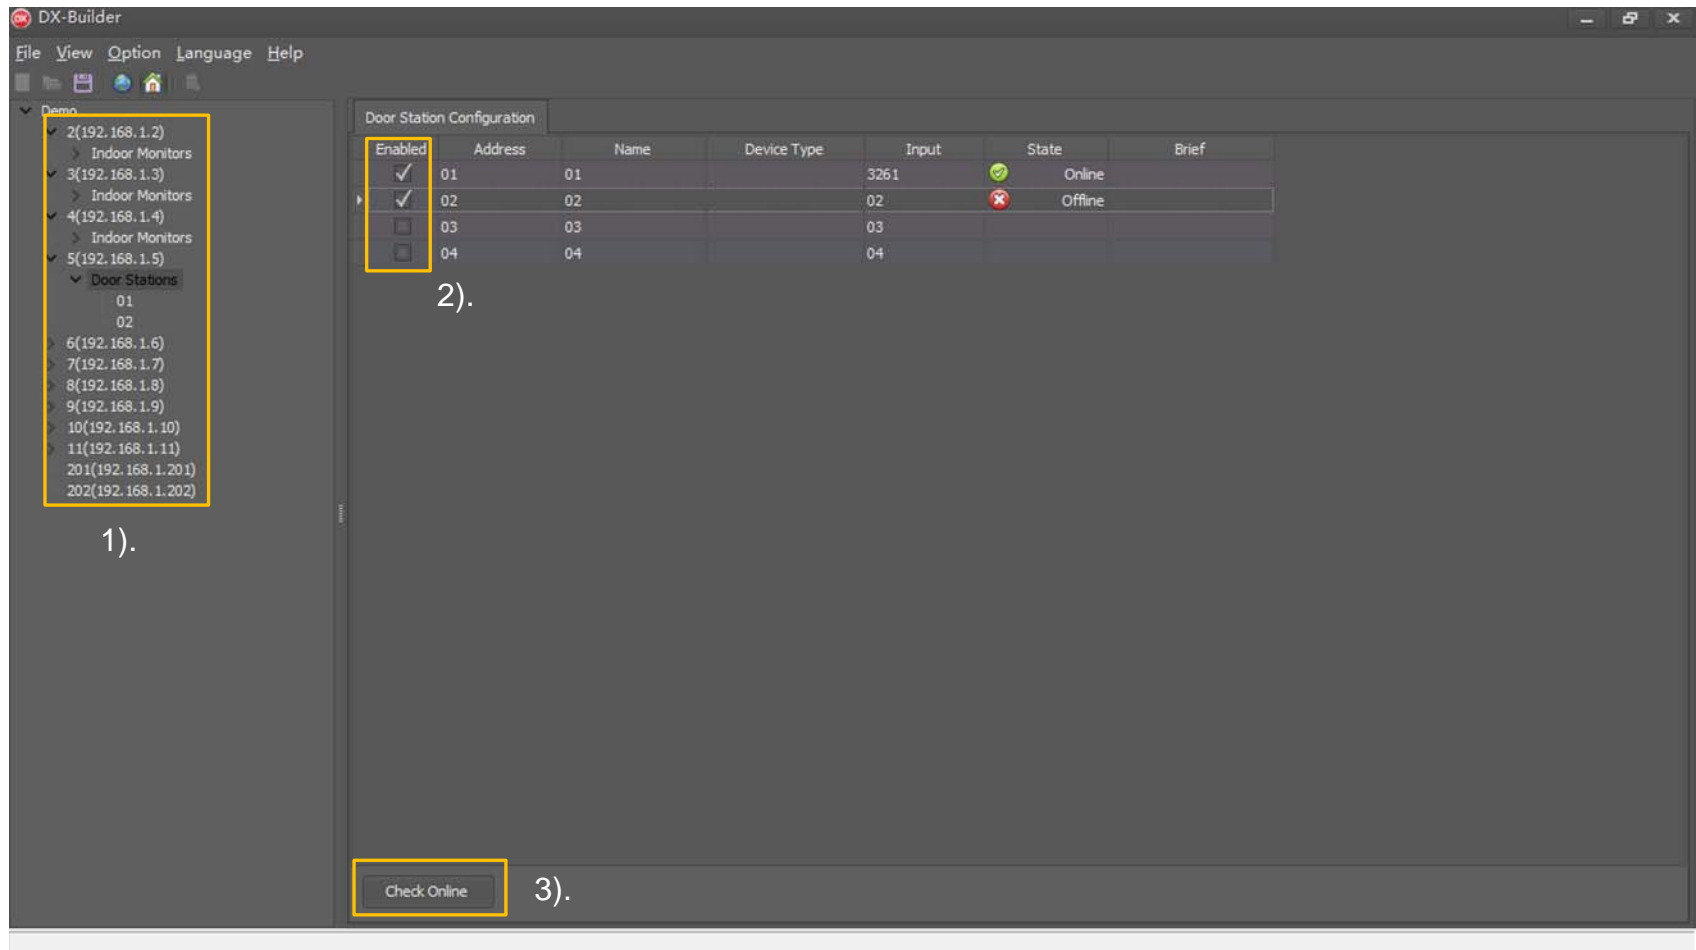 DX-Builder
File View Option Language Help
Demo
2(192.168.1.2)
Indoor Monitors
3(192.168.1.3)
Indoor Monitors
4(192.168.1.4)
Indoor Monitors
5(192.168.1.5)
Door Stations
01
02
6(192.168.1.6)
7(192.168.1.7)
8(192.168.1.8)
9(192.168.1.9)
10(192.168.1.10)
11(192.168.1.11)
201(192.168.1.201)
202(192.168.1.202)
1).
Door Station Configuration
Enabled Address Name Device Type Input State Brief
01 01 3261 Online
02 02 02 Offline
03 03 03
04 04 04
2).
Check Online
3).